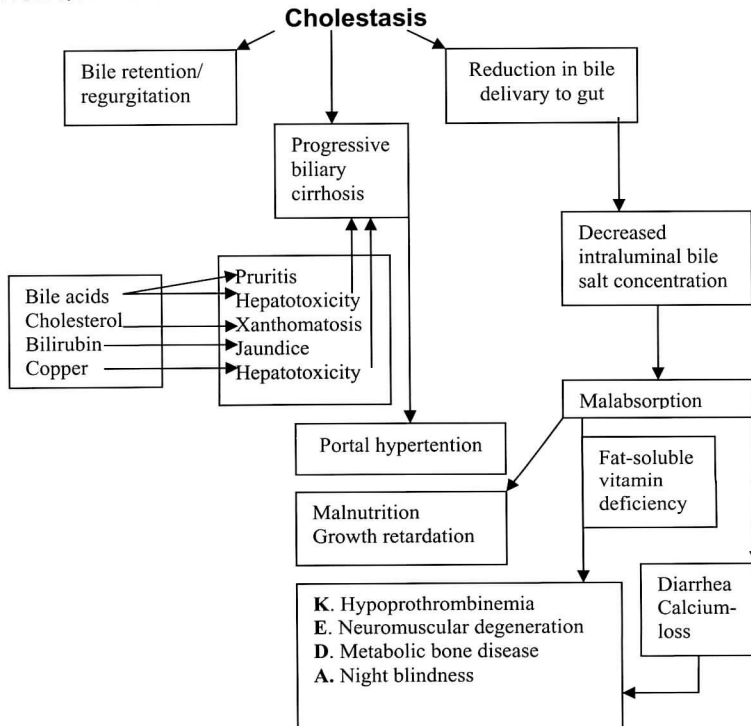 Cholestasis
Bile retention/
regurgitation
Reduction in bile
delivary to gut
Progressive
biliary
cirrhosis
Decreased
intraluminal bile
salt concentration
Bile acids
Cholesterol
Bilirubin
Copper
Pruritis
Hepatotoxicity
Xanthomatosis
Jaundice
Hepatotoxicity
Malabsorption
Portal hypertention
Fat-soluble
vitamin
deficiency
Malnutrition
Growth retardation
K. Hypoprothrombinemia
E. Neuromuscular degeneration
D. Metabolic bone disease
A. Night blindness
Diarrhea
Calcium-
loss